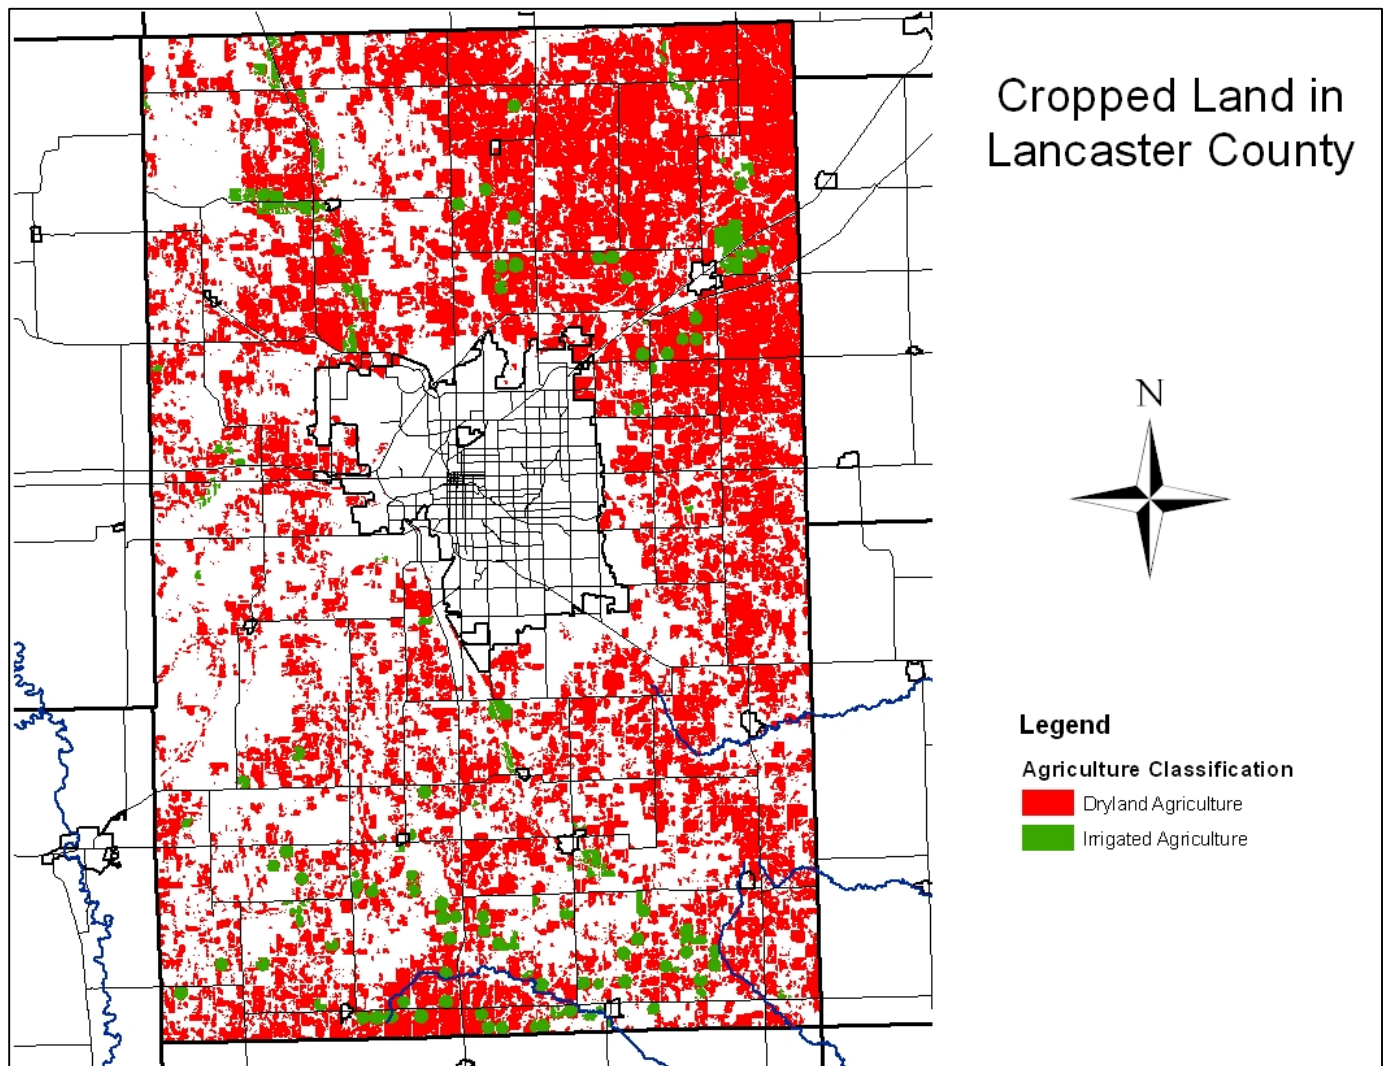 Cropped Land in
Lancaster County
N
Legend
Agriculture Classification
Dryland Agriculture
Irrigated Agriculture